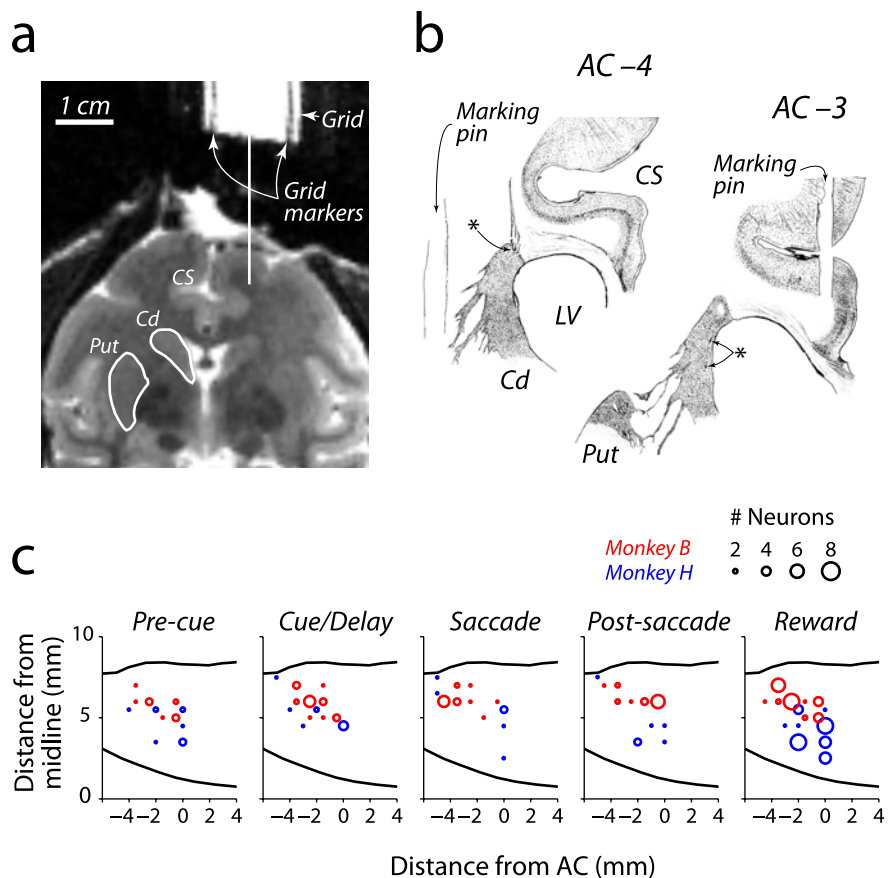 a
1 cm
Grid
Grid
markers
CS
Cd
Put
b
AC –4
AC –3
Marking
pin
Marking
pin
CS
*
LV
Cd
*
Put
c
# Neurons
Monkey B
Monkey H
2 4 6 8
Pre-cue Cue/Delay Saccade Post-saccade Reward
Distance from
midline (mm)
10
5
0
−4 −2 0 2 4 −4 −2 0 2 4 −4 −2 0 2 4 −4 −2 0 2 4 −4 −2 0 2 4
Distance from AC (mm)